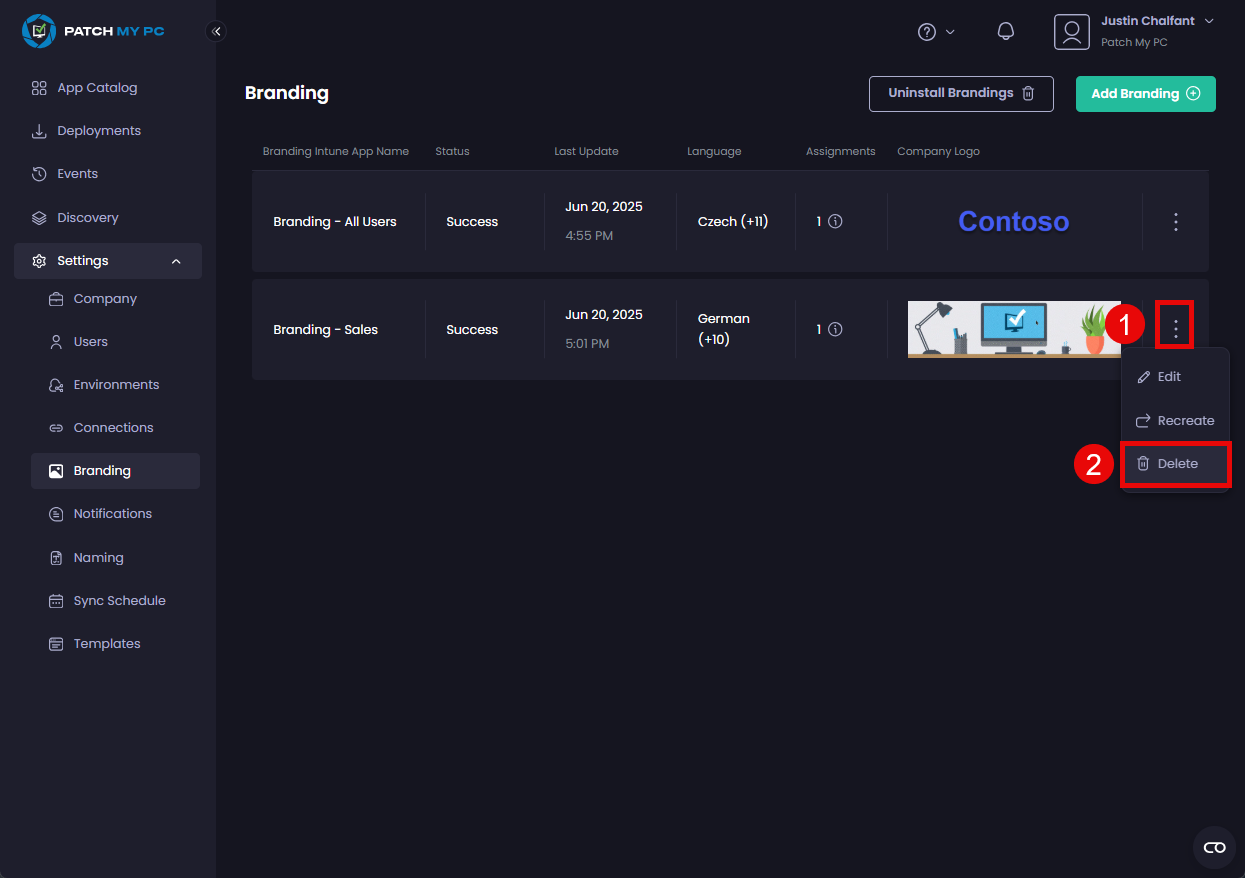 PATCH MY PC
Justin Chalfant
Patch My PC
App Catalog
Deployments
Events
Discovery
Settings
Company
Users
Environments
Connections
Branding
Notifications
Naming
Sync Schedule
Templates
Branding
Uninstall Brandings
Add Branding
Branding Intune App Name Status Last Update Language Assignments Company Logo
Branding - All Users Success Jun 20, 2025 Czech (+11) 1 Contoso
4:55 PM
Branding - Sales Success Jun 20, 2025 German 1
5:01 PM (+10)
1
Edit
Recreate
2 Delete